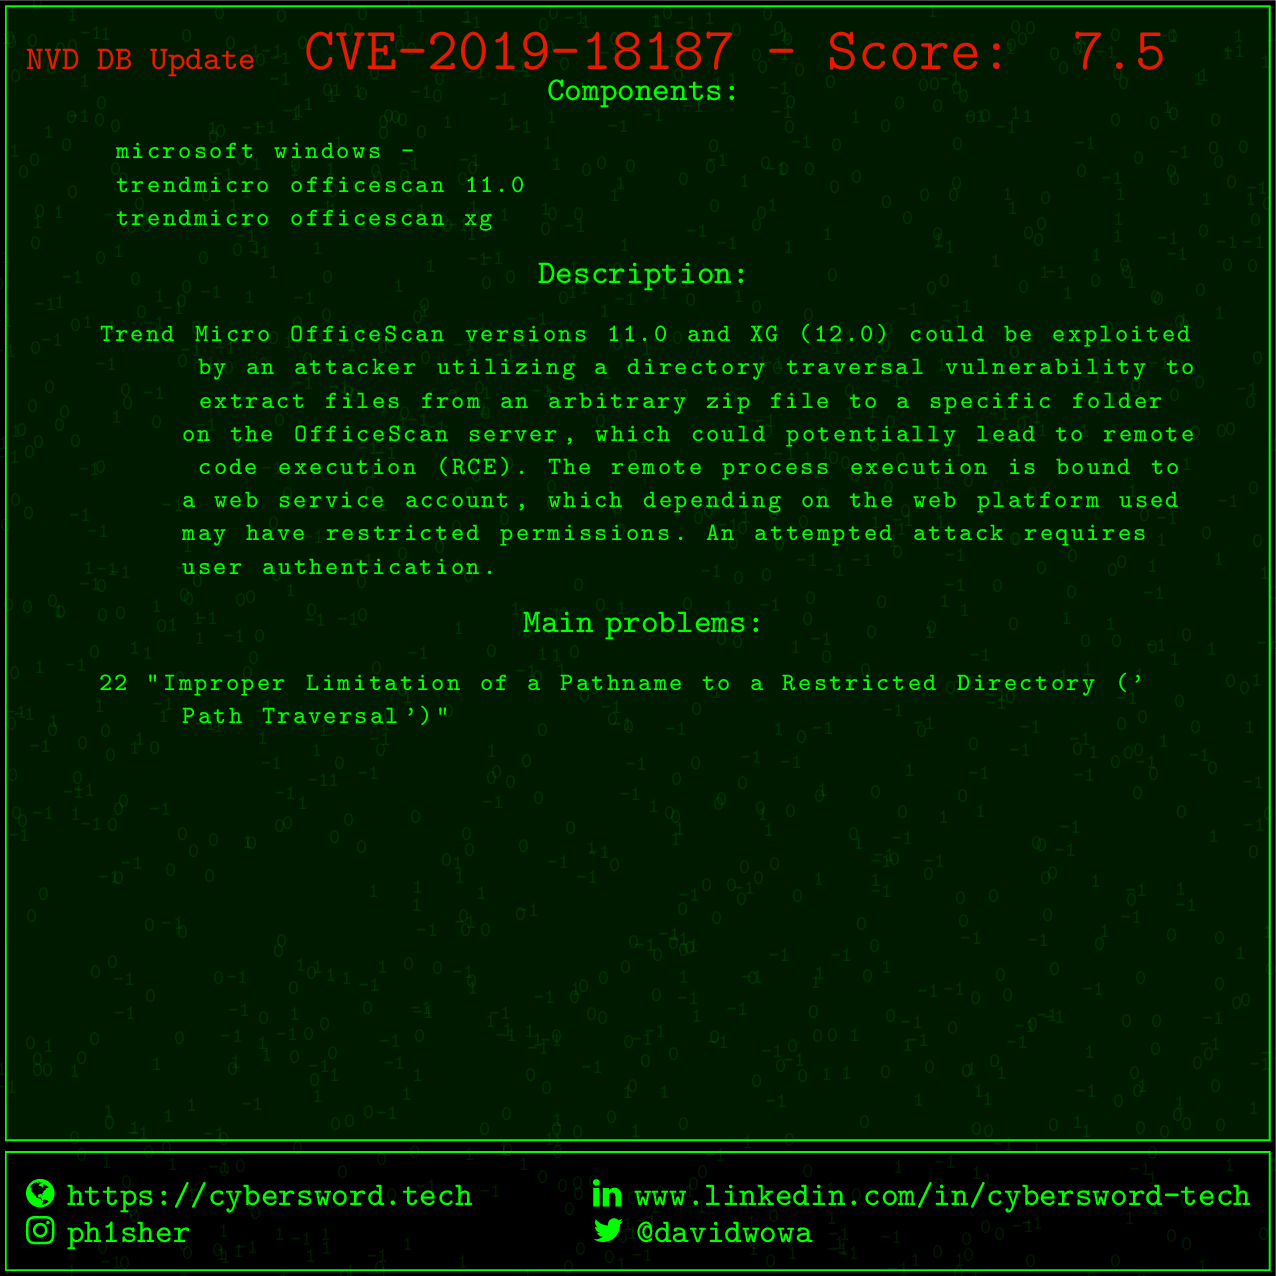 NVD DB Update CVE-2019-18187 - Score: 7.5
Components:
microsoft windows -
trendmicro officescan 11.0
trendmicro officescan xg
Description:
Trend Micro OfficeScan versions 11.0 and XG (12.0) could be exploited
by an attacker utilizing a directory traversal vulnerability to
extract files from an arbitrary zip file to a specific folder
on the OfficeScan server, which could potentially lead to remote
code execution (RCE). The remote process execution is bound to
a web service account, which depending on the web platform used
may have restricted permissions. An attempted attack requires
user authentication.
Main problems:
22 "Improper Limitation of a Pathname to a Restricted Directory ('
Path Traversal')"
https://cybersword.tech
www.linkedin.com/in/cybersword-tech
ph1sher
@davidwowa